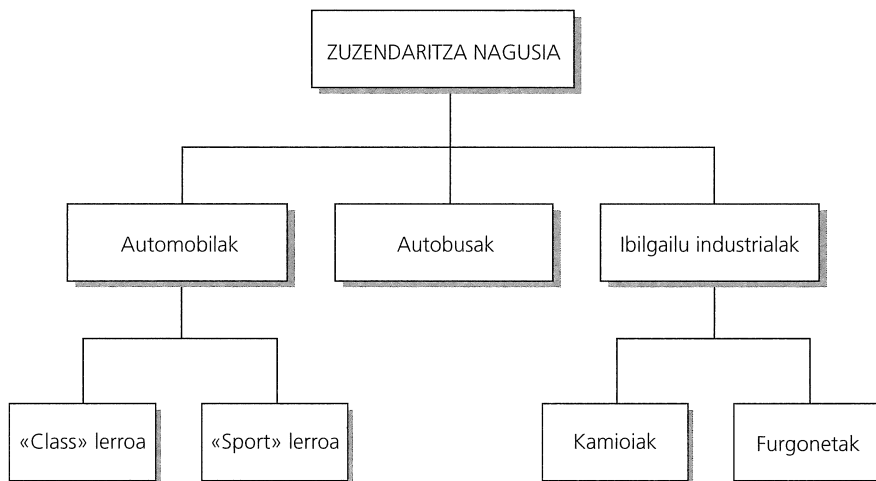 ZUZENDARITZA NAGUSIA
Automobilak
Autobusak
Ibilgailu industrialak
«Class» lerroa
«Sport» lerroa
Kamioiak
Furgonetak